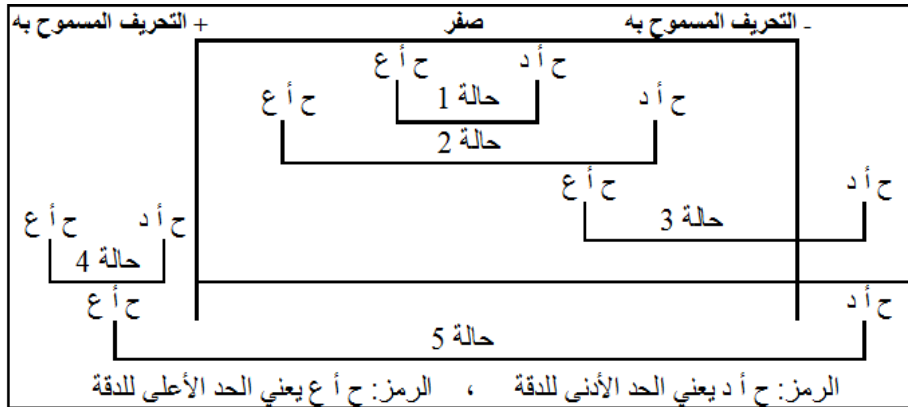 - التحريف المسموح به صفر + التحريف المسموح به
ح أ د ح أ ع
حالة 1
ح أ د ح أ ع
حالة 2
ح أ د ح أ ع
حالة 3
ح أ د ح أ ع
حالة 4
ح أ د ح أ ع
حالة 5
الرمز: ح أ د يعني الحد الأدنى للدقة ، الرمز: ح أ ع يعني الحد الأعلى للدقة